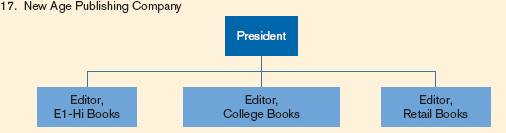 17. New Age Publishing Company
President
Editor,
E1-Hi Books
Editor,
College Books
Editor,
Retail Books